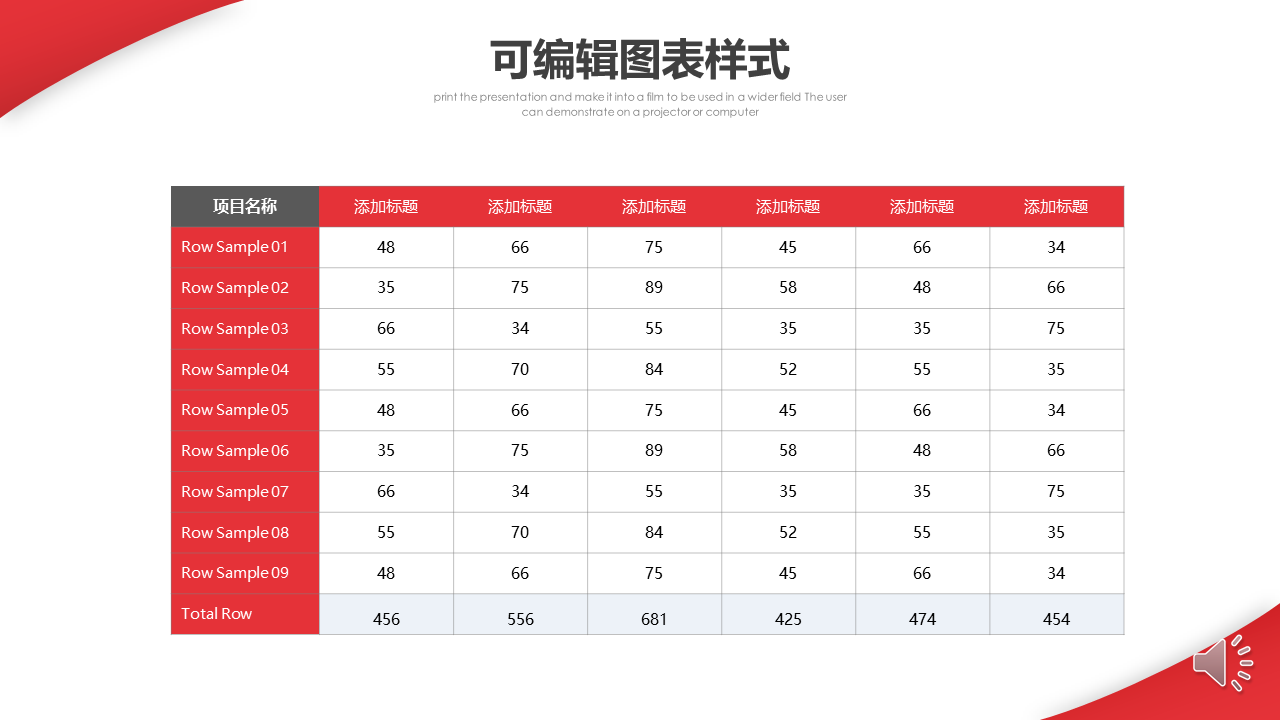 可编辑图表样式
print the presentation and make it into a film to be used in a wider field The user
can demonstrate on a projector or computer
项目名称 添加标题 添加标题 添加标题 添加标题 添加标题 添加标题
Row Sample 01 48 66 75 45 66 34
Row Sample 02 35 75 89 58 48 66
Row Sample 03 66 34 55 35 35 75
Row Sample 04 55 70 84 52 55 35
Row Sample 05 48 66 75 45 66 34
Row Sample 06 35 75 89 58 48 66
Row Sample 07 66 34 55 35 35 75
Row Sample 08 55 70 84 52 55 35
Row Sample 09 48 66 75 45 66 34
Total Row 456 556 681 425 474 454